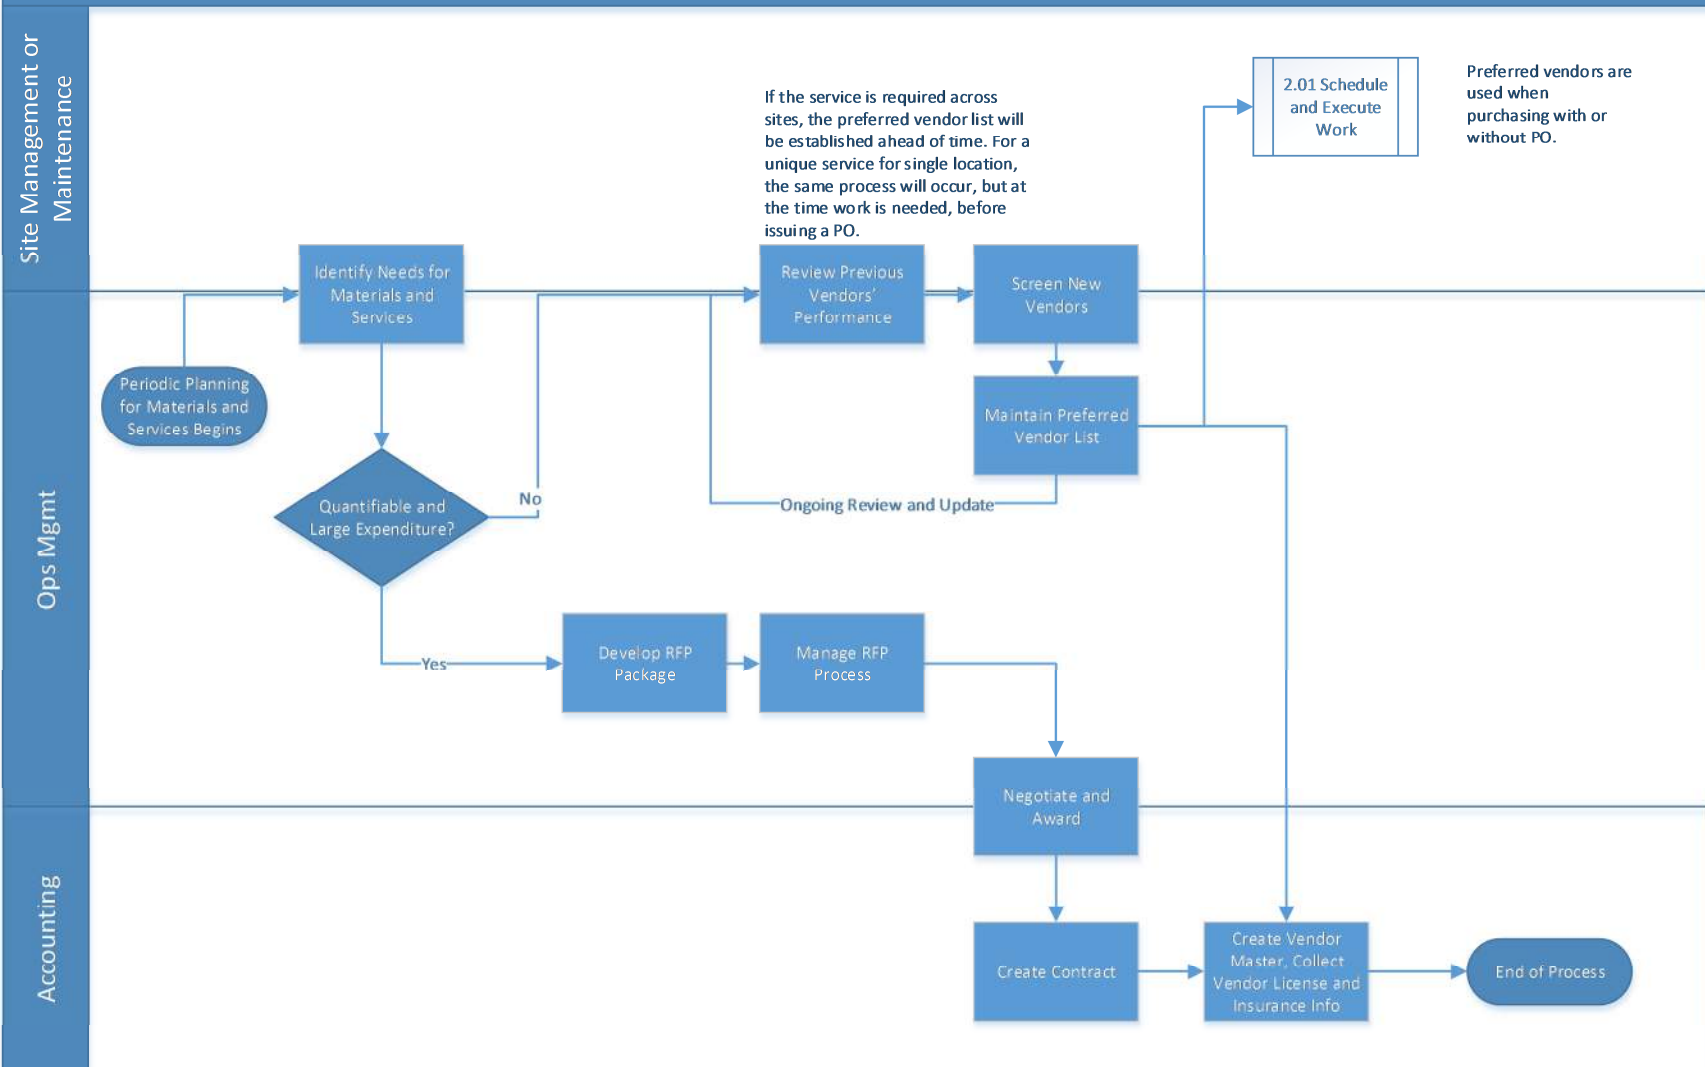 Site Management or
Maintenance
Ops Mgmt
Accounting
If the service is required across
sites, the preferred vendor list will
be established ahead of time. For a
unique service for single location,
the same process will occur, but at
the time work is needed, before
issuing a PO.
2.01 Schedule
and Execute
Work
Preferred vendors are
used when
purchasing with or
without PO.
Identify Needs for
Materials and
Services
Review Previous
Vendors’
Performance
Screen New
Vendors
Periodic Planning
for Materials and
Services Begins
Maintain Preferred
Vendor List
Quantifiable and
Large Expenditure?
No
Ongoing Review and Update
Yes
Develop RFP
Package
Manage RFP
Process
Negotiate and
Award
Create Contract
Create Vendor
Master, Collect
Vendor License and
Insurance Info
End of Process